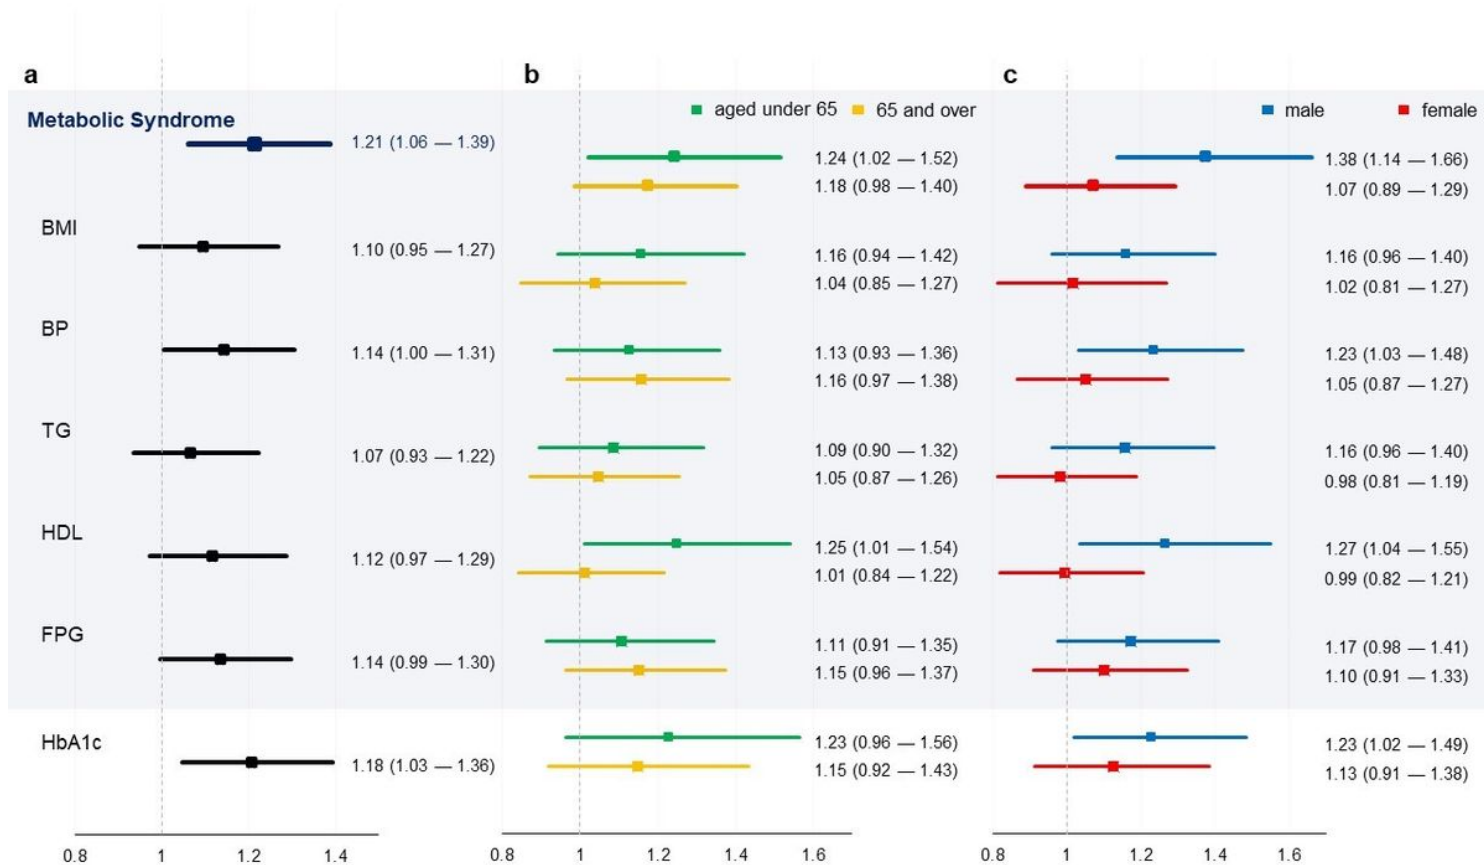 a
b
c
aged under 65
65 and over
male
female
Metabolic Syndrome
1.21 (1.06 — 1.39)
1.24 (1.02 — 1.52)
1.38 (1.14 — 1.66)
1.18 (0.98 — 1.40)
1.07 (0.89 — 1.29)
BMI
1.10 (0.95 — 1.27)
1.16 (0.94 — 1.42)
1.16 (0.96 — 1.40)
1.04 (0.85 — 1.27)
1.02 (0.81 — 1.27)
BP
1.14 (1.00 — 1.31)
1.13 (0.93 — 1.36)
1.23 (1.03 — 1.48)
1.16 (0.97 — 1.38)
1.05 (0.87 — 1.27)
TG
1.07 (0.93 — 1.22)
1.09 (0.90 — 1.32)
1.16 (0.96 — 1.40)
1.05 (0.87 — 1.26)
0.98 (0.81 — 1.19)
HDL
1.12 (0.97 — 1.29)
1.25 (1.01 — 1.54)
1.27 (1.04 — 1.55)
1.01 (0.84 — 1.22)
0.99 (0.82 — 1.21)
FPG
1.14 (0.99 — 1.30)
1.11 (0.91 — 1.35)
1.17 (0.98 — 1.41)
1.15 (0.96 — 1.37)
1.10 (0.91 — 1.33)
HbA1c
1.18 (1.03 — 1.36)
1.23 (0.96 — 1.56)
1.23 (1.02 — 1.49)
1.15 (0.92 — 1.43)
1.13 (0.91 — 1.38)
0.8 1 1.2 1.4
0.8 1 1.2 1.4 1.6
0.8 1 1.2 1.4 1.6